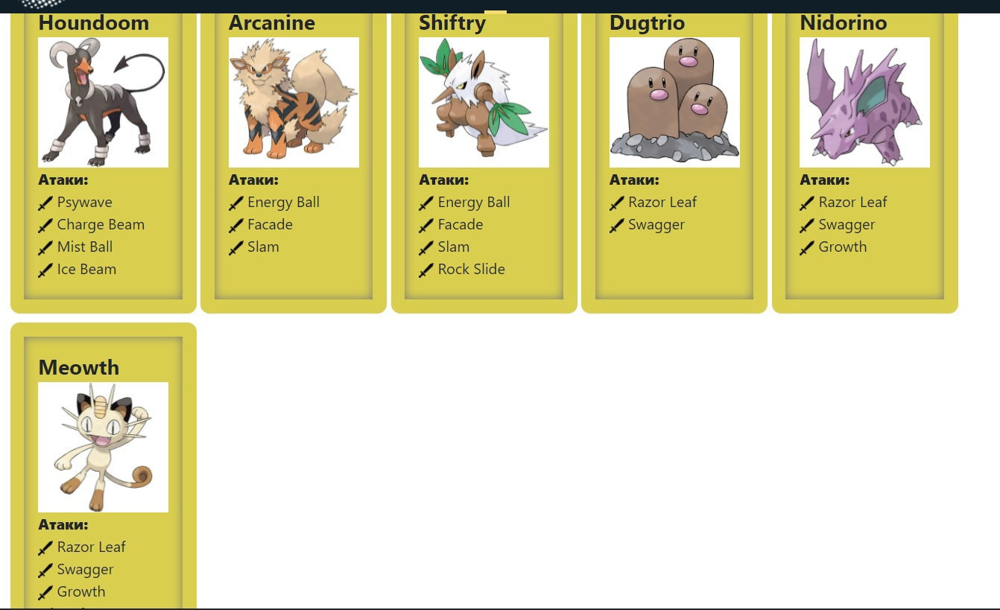 Houndoom
Arcanine
Shiftry
Dugtrio
Nidorino
Атаки:
Psywave
Charge Beam
Mist Ball
Ice Beam
Атаки:
Energy Ball
Facade
Slam
Атаки:
Energy Ball
Facade
Slam
Rock Slide
Атаки:
Razor Leaf
Swagger
Атаки:
Razor Leaf
Swagger
Growth
Meowth
Атаки:
Razor Leaf
Swagger
Growth